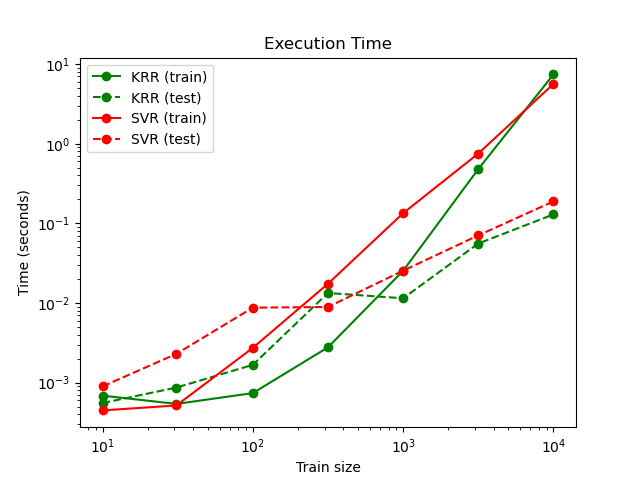 Execution Time
KRR (train)
KRR (test)
SVR (train)
SVR (test)
Time (seconds)
10¹
10⁰
10⁻¹
10⁻²
10⁻³
10¹ 10² 10³ 10⁴
Train size